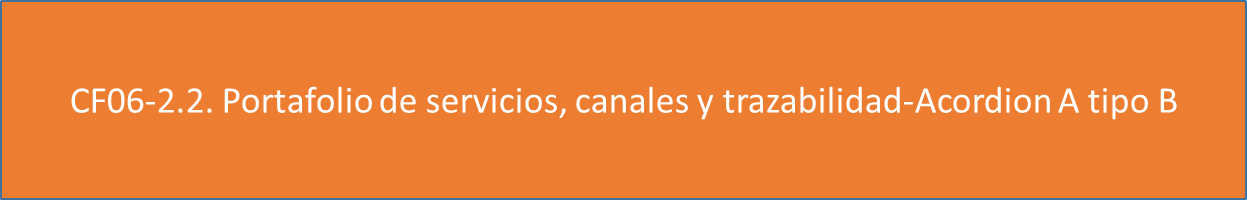 CF06-2.2. Portafolio de servicios, canales y trazabilidad-Acordion A tipo B